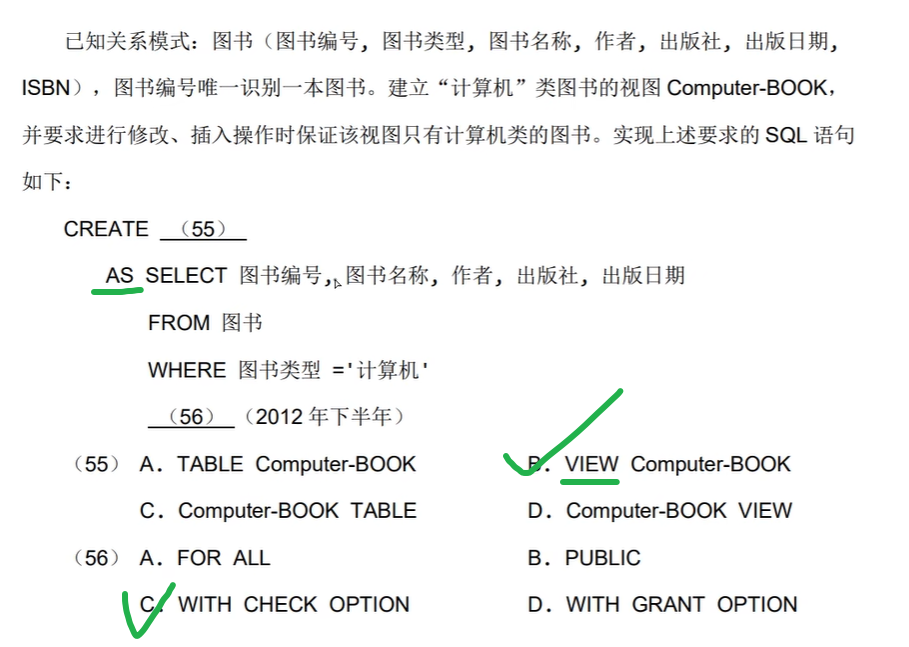 已知关系模式：图书（图书编号, 图书类型, 图书名称, 作者, 出版社, 出版日期,
ISBN），图书编号唯一识别一本图书。建立“计算机”类图书的视图 Computer-BOOK,
并要求进行修改、插入操作时保证该视图只有计算机类的图书。实现上述要求的 SQL 语句
如下：
CREATE （55）
AS SELECT 图书编号, 图书名称, 作者, 出版社, 出版日期
FROM 图书
WHERE 图书类型 ='计算机'
（56） （2012 年下半年）
（55） A. TABLE Computer-BOOK B. VIEW Computer-BOOK
C. Computer-BOOK TABLE D. Computer-BOOK VIEW
（56） A. FOR ALL B. PUBLIC
C. WITH CHECK OPTION D. WITH GRANT OPTION